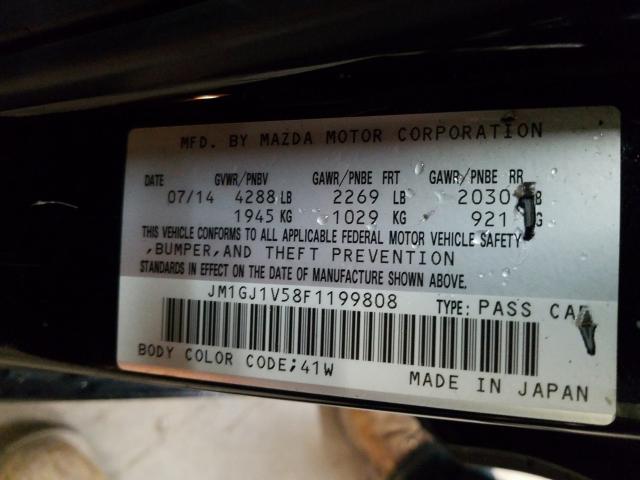 MFD. BY MAZDA MOTOR CORPORATION
DATE GVWR/PNBV GAWR/PNBE FRT GAWR/PNBE RR
07/14 4288 LB 2269 LB 2030
1945 KG 1029 KG 921
THIS VEHICLE CONFORMS TO ALL APPLICABLE FEDERAL MOTOR VEHICLE SAFETY
,BUMPER,AND THEFT PREVENTION
STANDARDS IN EFFECT ON THE DATE OF MANUFACTURE SHOWN ABOVE.
JM1GJ1V58F1199808 TYPE: PASS CAR
BODY COLOR CODE;41W
MADE IN JAPAN